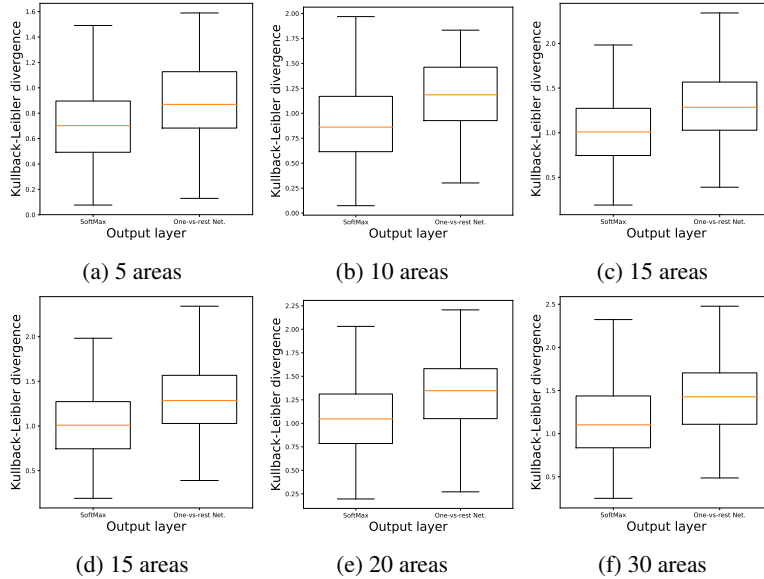 Kullback-Leibler divergence
1.6
1.4
1.2
1.0
0.8
0.6
0.4
0.2
0.0
SoftMax
One-vs-rest Net.
Output layer
(a) 5 areas
Kullback-Leibler divergence
2.00
1.75
1.50
1.25
1.00
0.75
0.50
0.25
0.00
SoftMax
One-vs-rest Net.
Output layer
(b) 10 areas
Kullback-Leibler divergence
2.0
1.5
1.0
0.5
SoftMax
One-vs-rest Net.
Output layer
(c) 15 areas
Kullback-Leibler divergence
2.0
1.5
1.0
0.5
SoftMax
One-vs-rest Net.
Output layer
(d) 15 areas
Kullback-Leibler divergence
2.25
2.00
1.75
1.50
1.25
1.00
0.75
0.50
0.25
SoftMax
One-vs-rest Net.
Output layer
(e) 20 areas
Kullback-Leibler divergence
2.5
2.0
1.5
1.0
0.5
SoftMax
One-vs-rest Net.
Output layer
(f) 30 areas